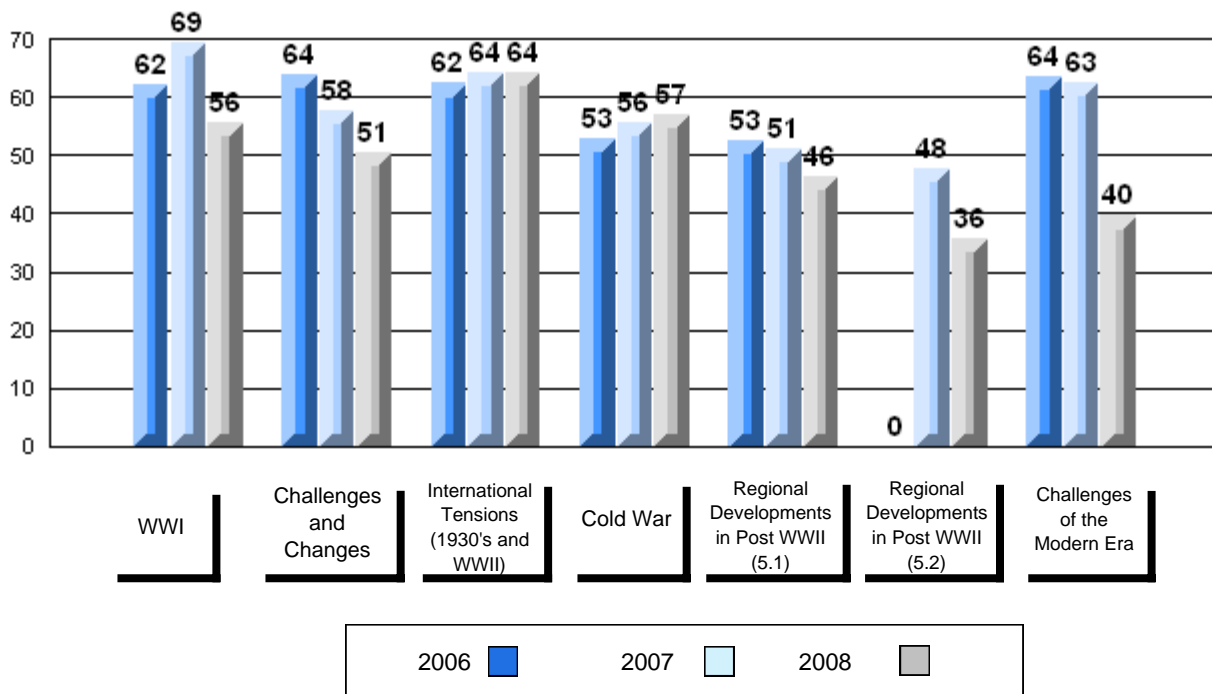 69
70
62
64
62
64
64
64
63
60
58
56
56
57
53
53
51
51
50
48
46
40
40
36
30
20
10
0
0
WWI
Challenges
and
Changes
International
Tensions
(1930's and
WWII)
Cold War
Regional
Developments
in Post WWII
(5.1)
Regional
Developments
in Post WWII
(5.2)
Challenges
of the
Modern Era
2006 2007 2008